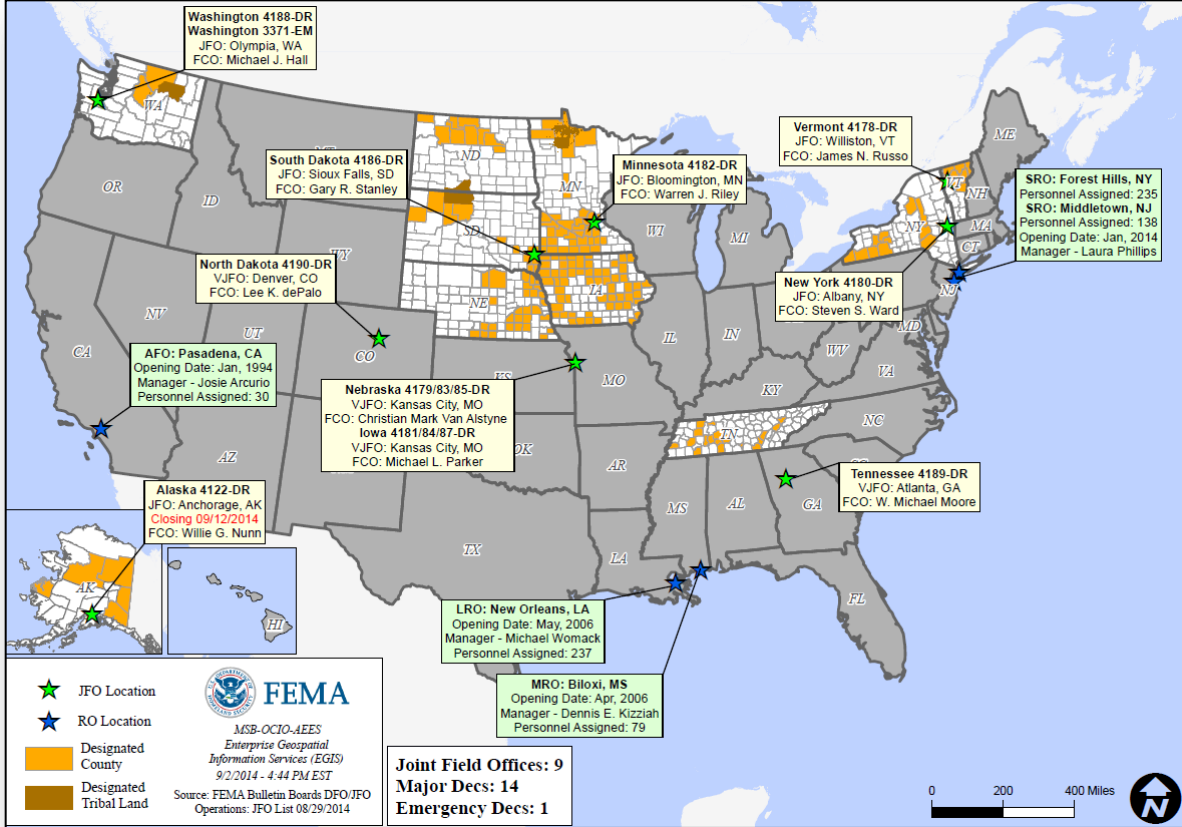 Washington 4188-DR
Washington 3371-EM
JFO: Olympia, WA
FCO: Michael J. Hall
South Dakota 4186-DR
JFO: Sioux Falls, SD
FCO: Gary R. Stanley
Minnesota 4182-DR
JFO: Bloomington, MN
FCO: Warren J. Riley
Vermont 4178-DR
JFO: Williston, VT
FCO: James N. Russo
SRO: Forest Hills, NY
Personnel Assigned: 235
SRO: Middletown, NJ
Personnel Assigned: 138
Opening Date: Jan, 2014
Manager - Laura Phillips
North Dakota 4190-DR
VJFO: Denver, CO
FCO: Lee K. dePalo
New York 4180-DR
JFO: Albany, NY
FCO: Steven S. Ward
AFO: Pasadena, CA
Opening Date: Jan, 1994
Manager - Josie Arcurio
Personnel Assigned: 30
Nebraska 4179/83/85-DR
VJFO: Kansas City, MO
FCO: Christian Mark Van Alstyne
Iowa 4181/84/87-DR
VJFO: Kansas City, MO
FCO: Michael L. Parker
Tennessee 4189-DR
VJFO: Atlanta, GA
FCO: W. Michael Moore
Alaska 4122-DR
JFO: Anchorage, AK
Closing 09/12/2014
FCO: Willie G. Nunn
LRO: New Orleans, LA
Opening Date: May, 2006
Manager - Michael Womack
Personnel Assigned: 237
MRO: Biloxi, MS
Opening Date: Apr, 2006
Manager - Dennis E. Kizziah
Personnel Assigned: 79
WA
OR
ID
WY
NV
UT
CA
AZ
CO
ND
SD
NE
MN
IA
WI
MI
IL
IN
MO
KY
WV
VA
MD
NJ
NY
VT
NH
ME
MA
CT
NC
TN
AR
MS
AL
GA
LA
TX
OK
KS
FL
AK
HI
JFO Location
RO Location
Designated
County
Designated
Tribal Land
FEMA
MSB-OCIO-AEES
Enterprise Geospatial
Information Services (EGIS)
9/2/2014 - 4:44 PM EST
Source: FEMA Bulletin Boards DFO/JFO
Operations: JFO List 08/29/2014
Joint Field Offices: 9
Major Decs: 14
Emergency Decs: 1
0 200 400 Miles
N